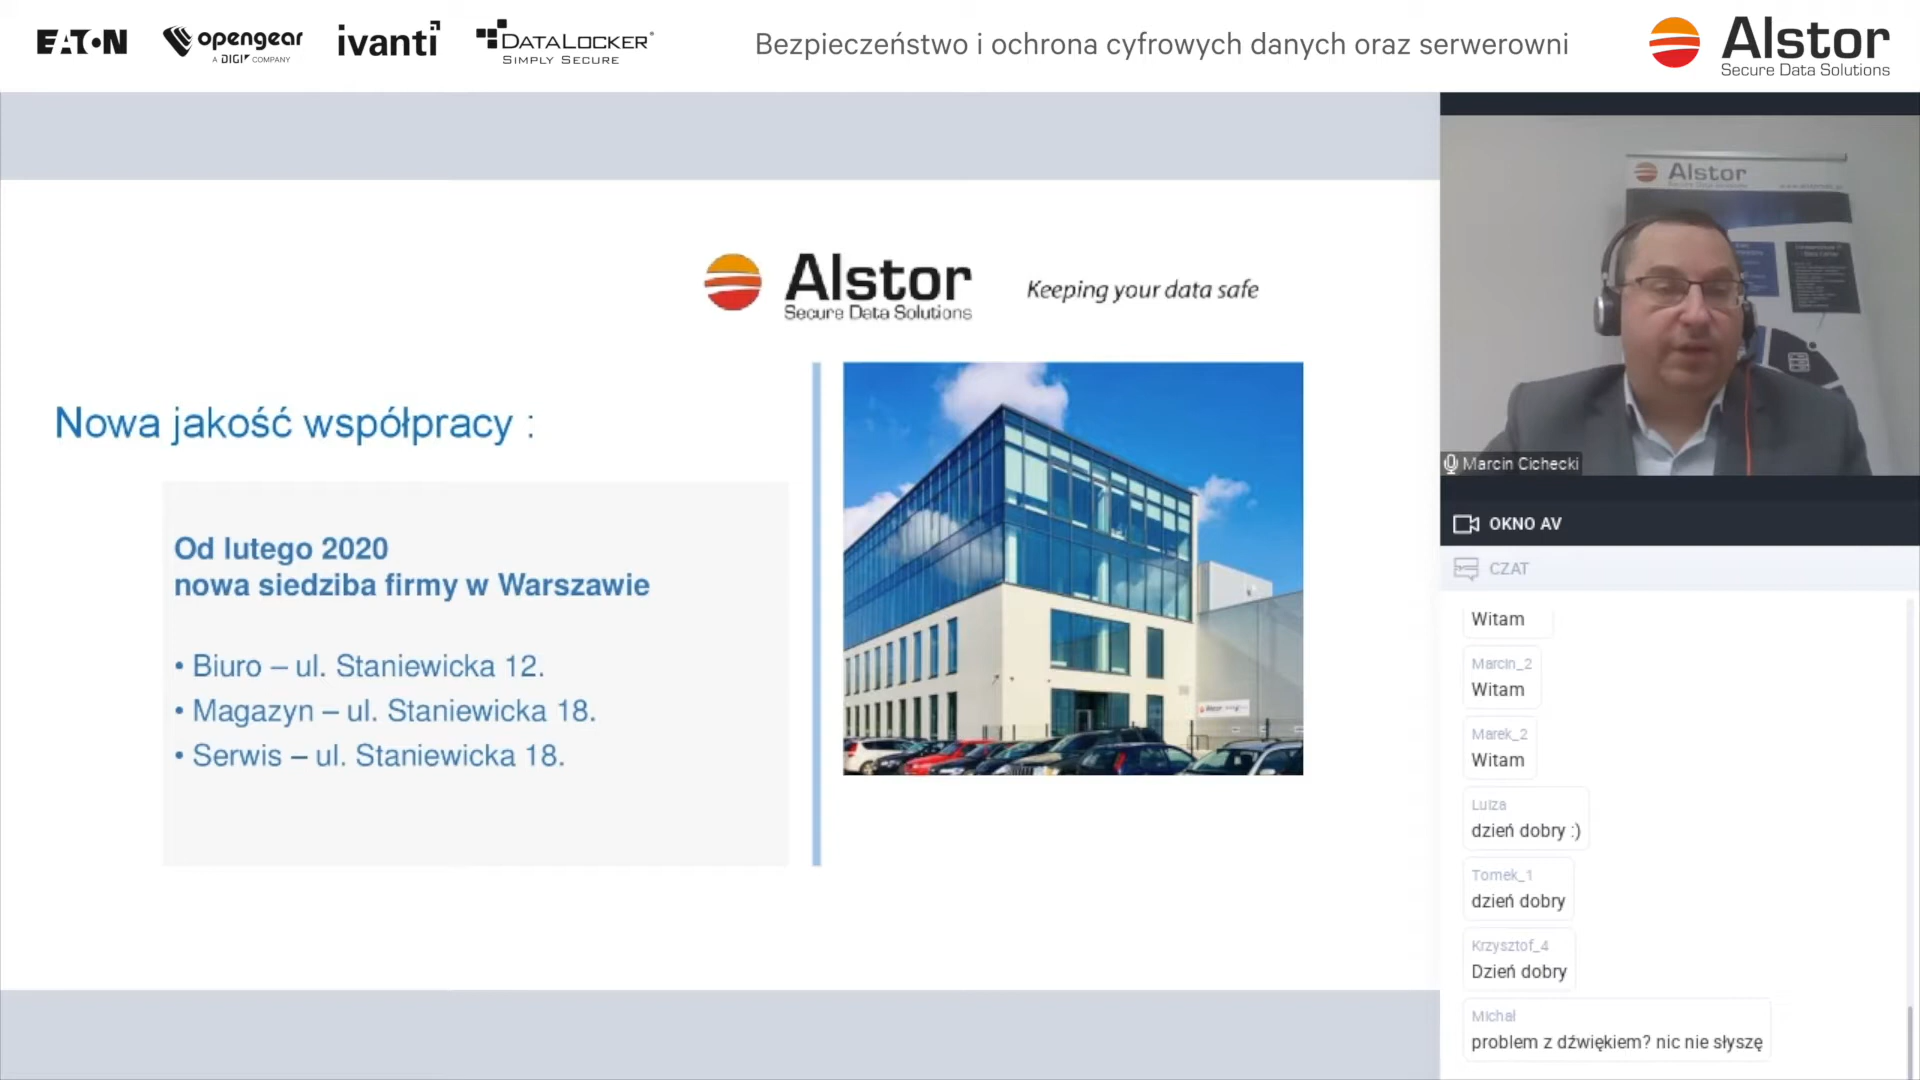 EATON
opengear
A DIGI COMPANY
ivanti
DATALOCKER
SIMPLY SECURE
Bezpieczeństwo i ochrona cyfrowych danych oraz serwerowni
Alstor
Secure Data Solutions
Alstor
Secure Data Solutions
Keeping your data safe
Nowa jakość współpracy :
Od lutego 2020
nowa siedziba firmy w Warszawie
• Biuro – ul. Staniewicka 12.
• Magazyn – ul. Staniewicka 18.
• Serwis – ul. Staniewicka 18.
Alstor
Marcin Cichecki
OKNO AV
CZAT
Witam
Marcin_2
Witam
Marek_2
Witam
Luiza
dzień dobry :)
Tomek_1
dzień dobry
Krzysztof_4
Dzień dobry
Michał
problem z dźwiękiem? nic nie słyszę